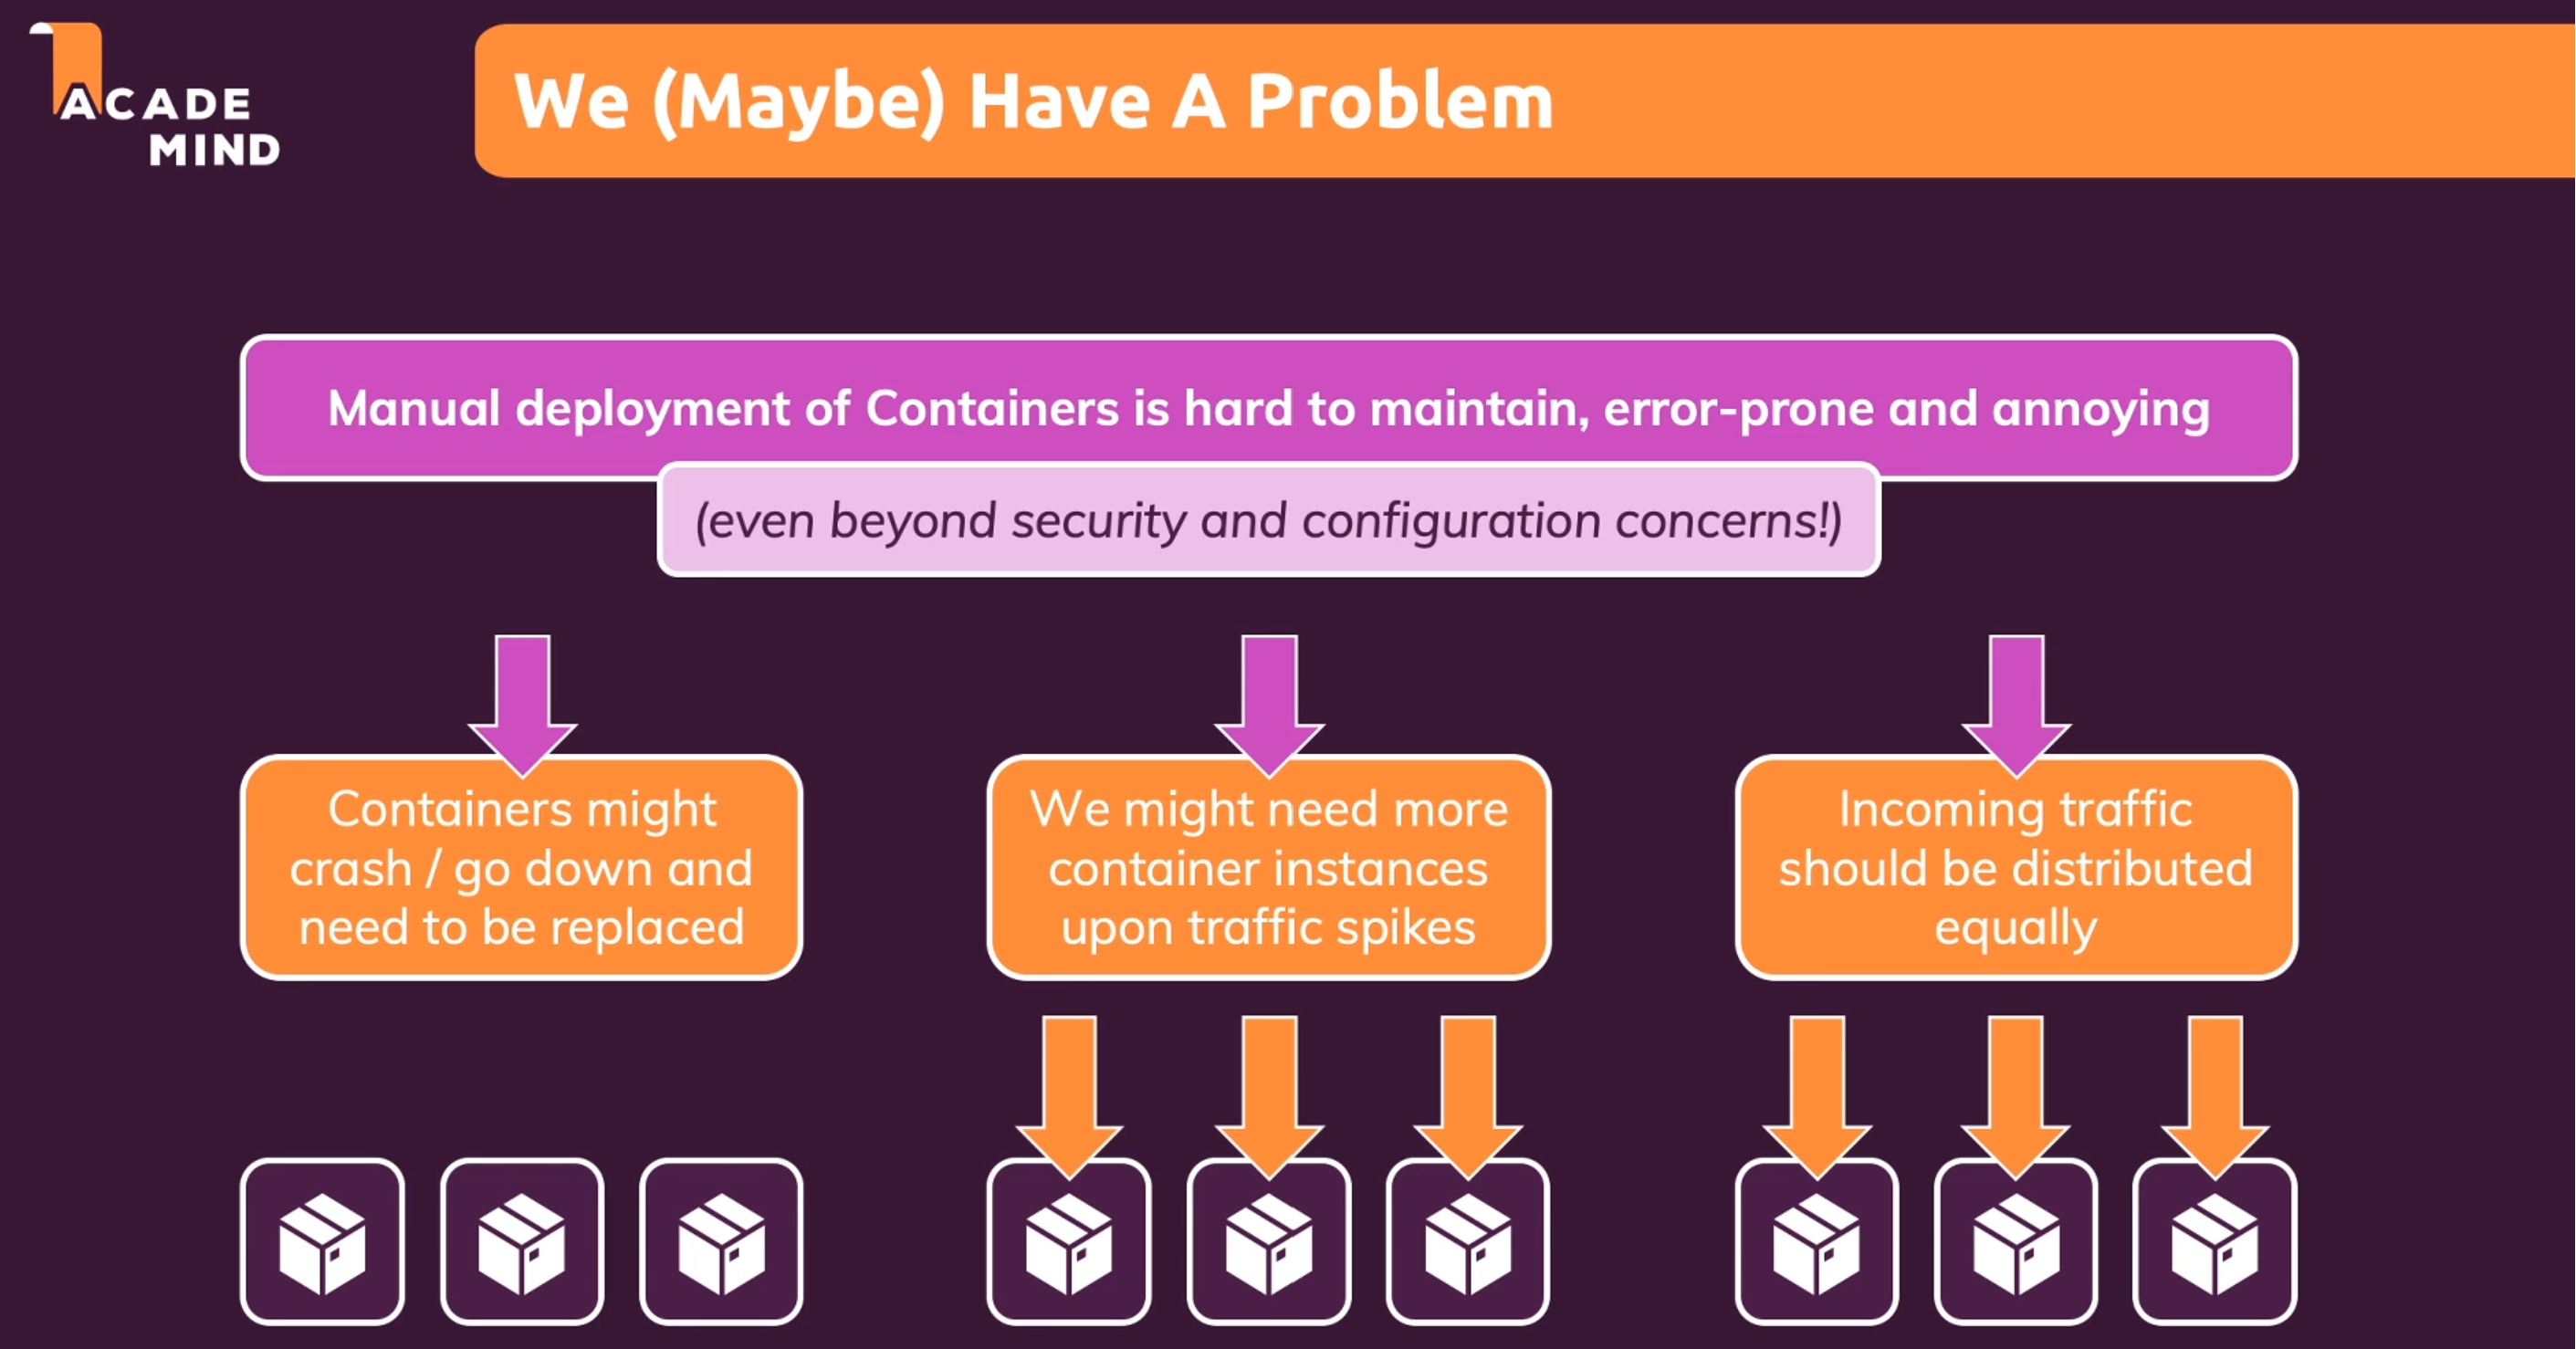 ACADE
MIND
We (Maybe) Have A Problem
Manual deployment of Containers is hard to maintain, error-prone and annoying
(even beyond security and configuration concerns!)
Containers might
crash / go down and
need to be replaced
We might need more
container instances
upon traffic spikes
Incoming traffic
should be distributed
equally